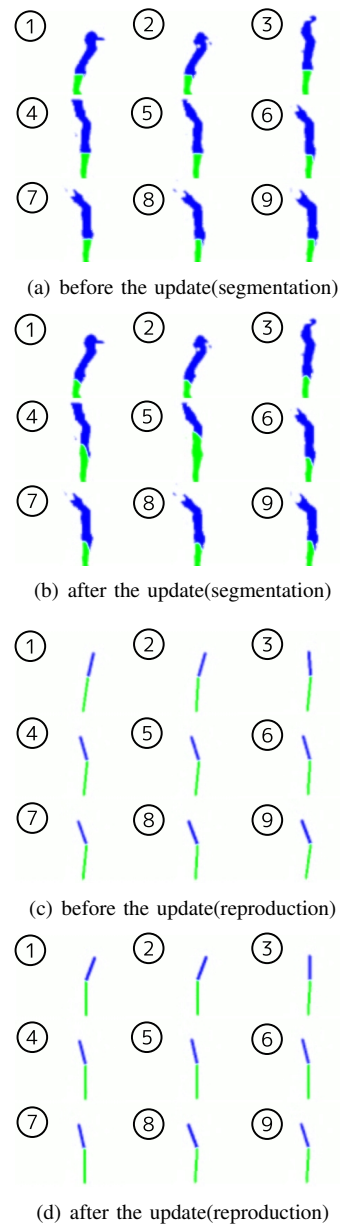 ① ② ③
④ ⑤ ⑥
⑦ ⑧ ⑨
(a) before the update(segmentation)
① ② ③
④ ⑤ ⑥
⑦ ⑧ ⑨
(b) after the update(segmentation)
① ② ③
④ ⑤ ⑥
⑦ ⑧ ⑨
(c) before the update(reproduction)
① ② ③
④ ⑤ ⑥
⑦ ⑧ ⑨
(d) after the update(reproduction)